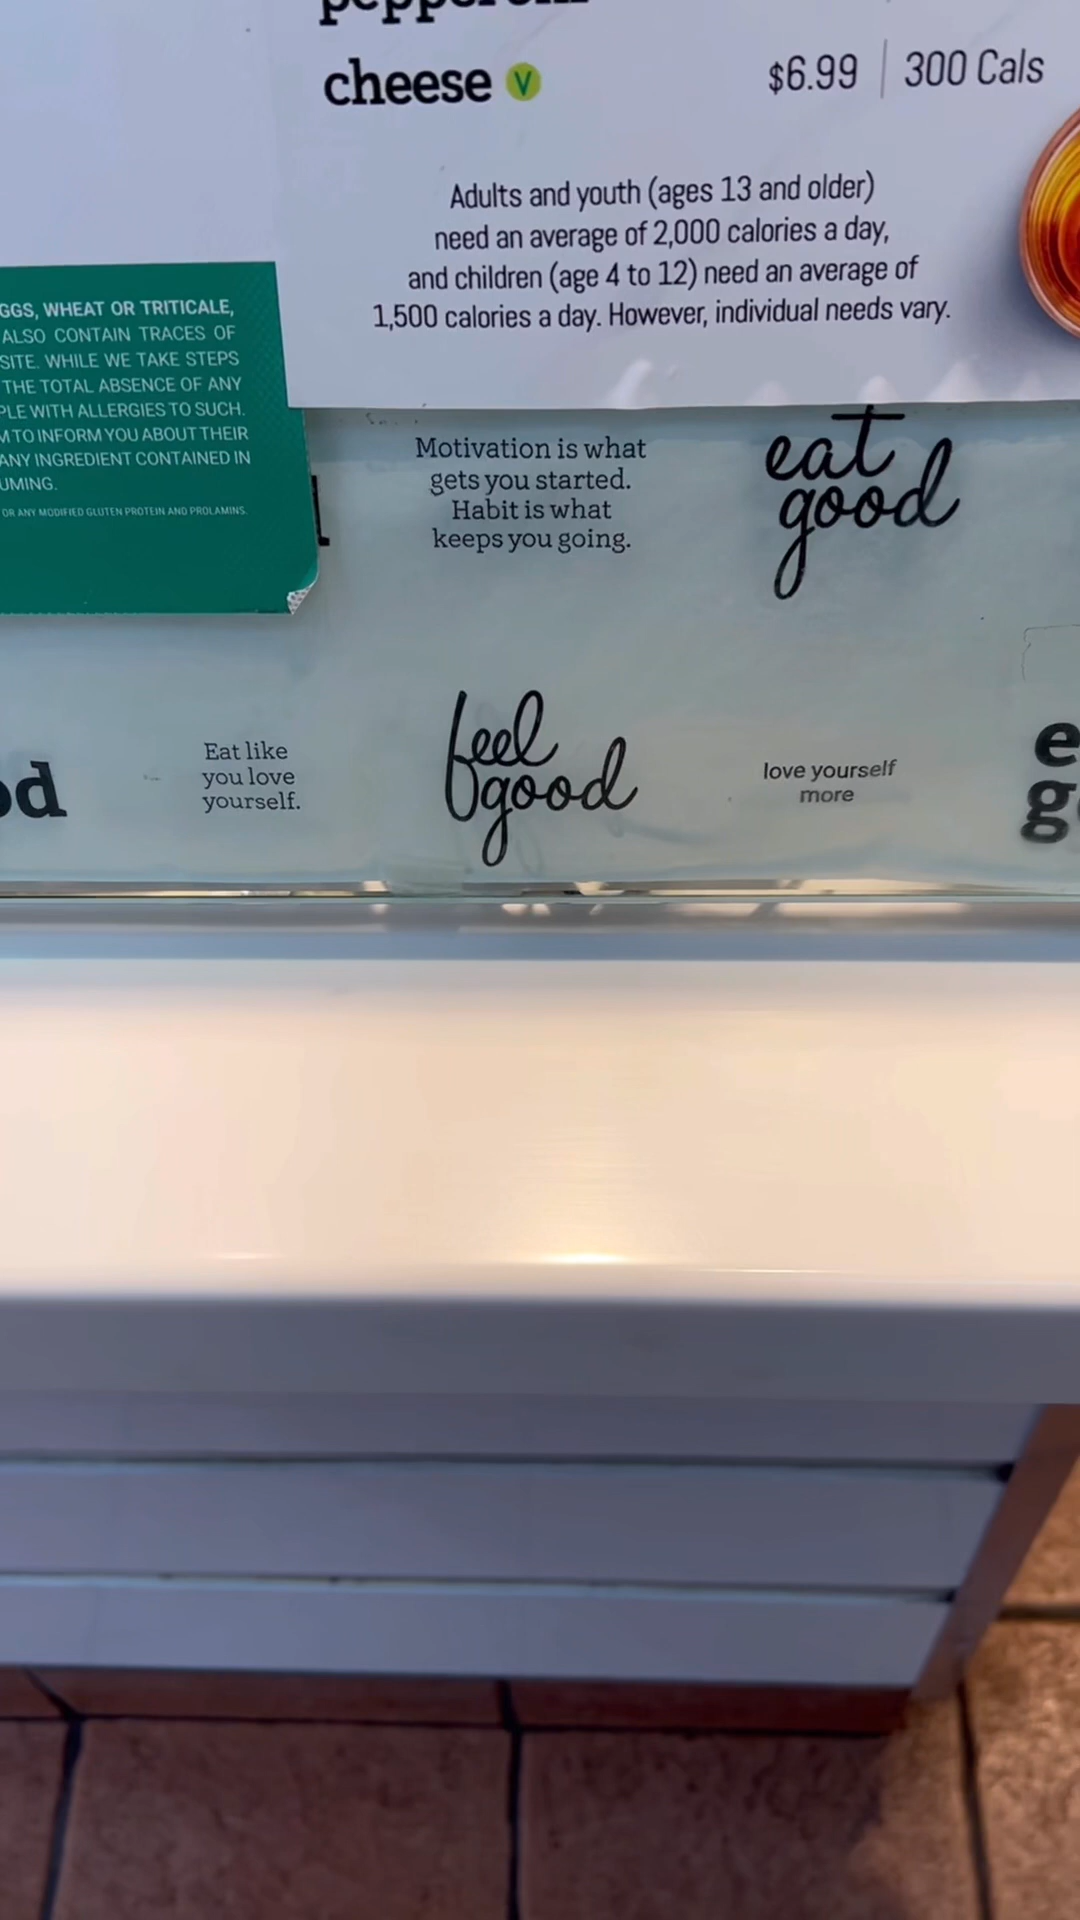 pepperoni
cheese V
$6.99 | 300 Cals
Adults and youth (ages 13 and older)
need an average of 2,000 calories a day,
and children (age 4 to 12) need an average of
1,500 calories a day. However, individual needs vary.
GGS, WHEAT OR TRITICALE,
ALSO CONTAIN TRACES OF
SITE. WHILE WE TAKE STEPS
THE TOTAL ABSENCE OF ANY
PLE WITH ALLERGIES TO SUCH.
M TO INFORM YOU ABOUT THEIR
ANY INGREDIENT CONTAINED IN
UMING.
OR ANY MODIFIED GLUTEN PROTEIN AND PROLAMINS.
Motivation is what
gets you started.
Habit is what
keeps you going.
eat
good
od
Eat like
you love
yourself.
feel
good
love yourself
more
e
g